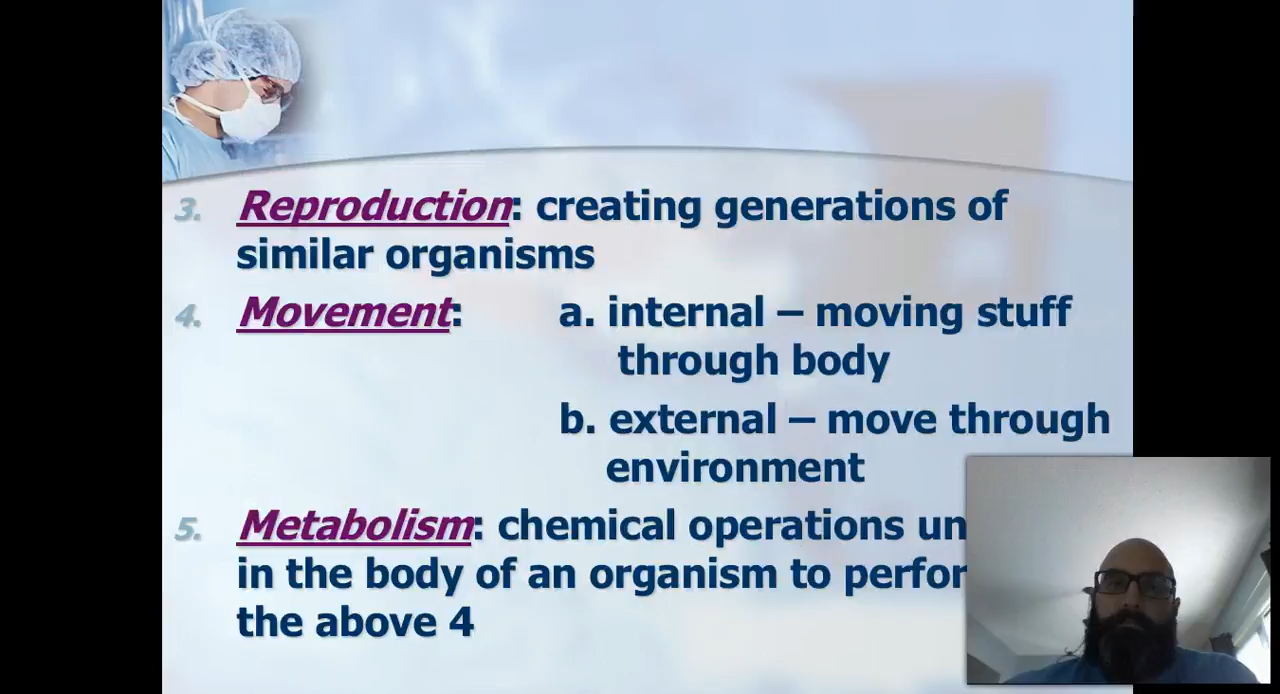 3. Reproduction: creating generations of
similar organisms
4. Movement: a. internal – moving stuff
through body
b. external – move through
environment
5. Metabolism: chemical operations un
in the body of an organism to perfor
the above 4